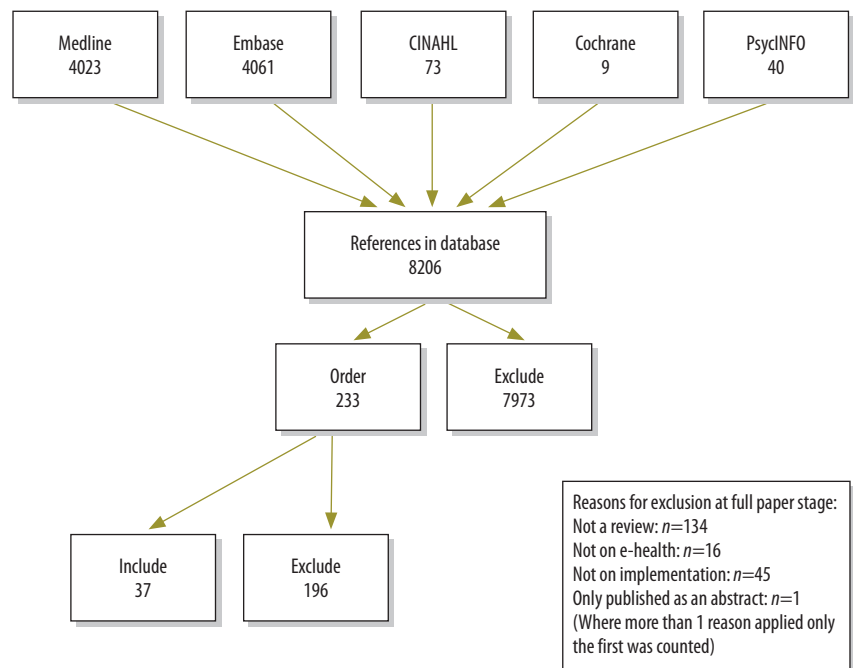 Medline
4023
Embase
4061
CINAHL
73
Cochrane
9
PsycINFO
40
References in database
8206
Order
233
Exclude
7973
Include
37
Exclude
196
Reasons for exclusion at full paper stage:
Not a review: n=134
Not on e-health: n=16
Not on implementation: n=45
Only published as an abstract: n=1
(Where more than 1 reason applied only
the first was counted)